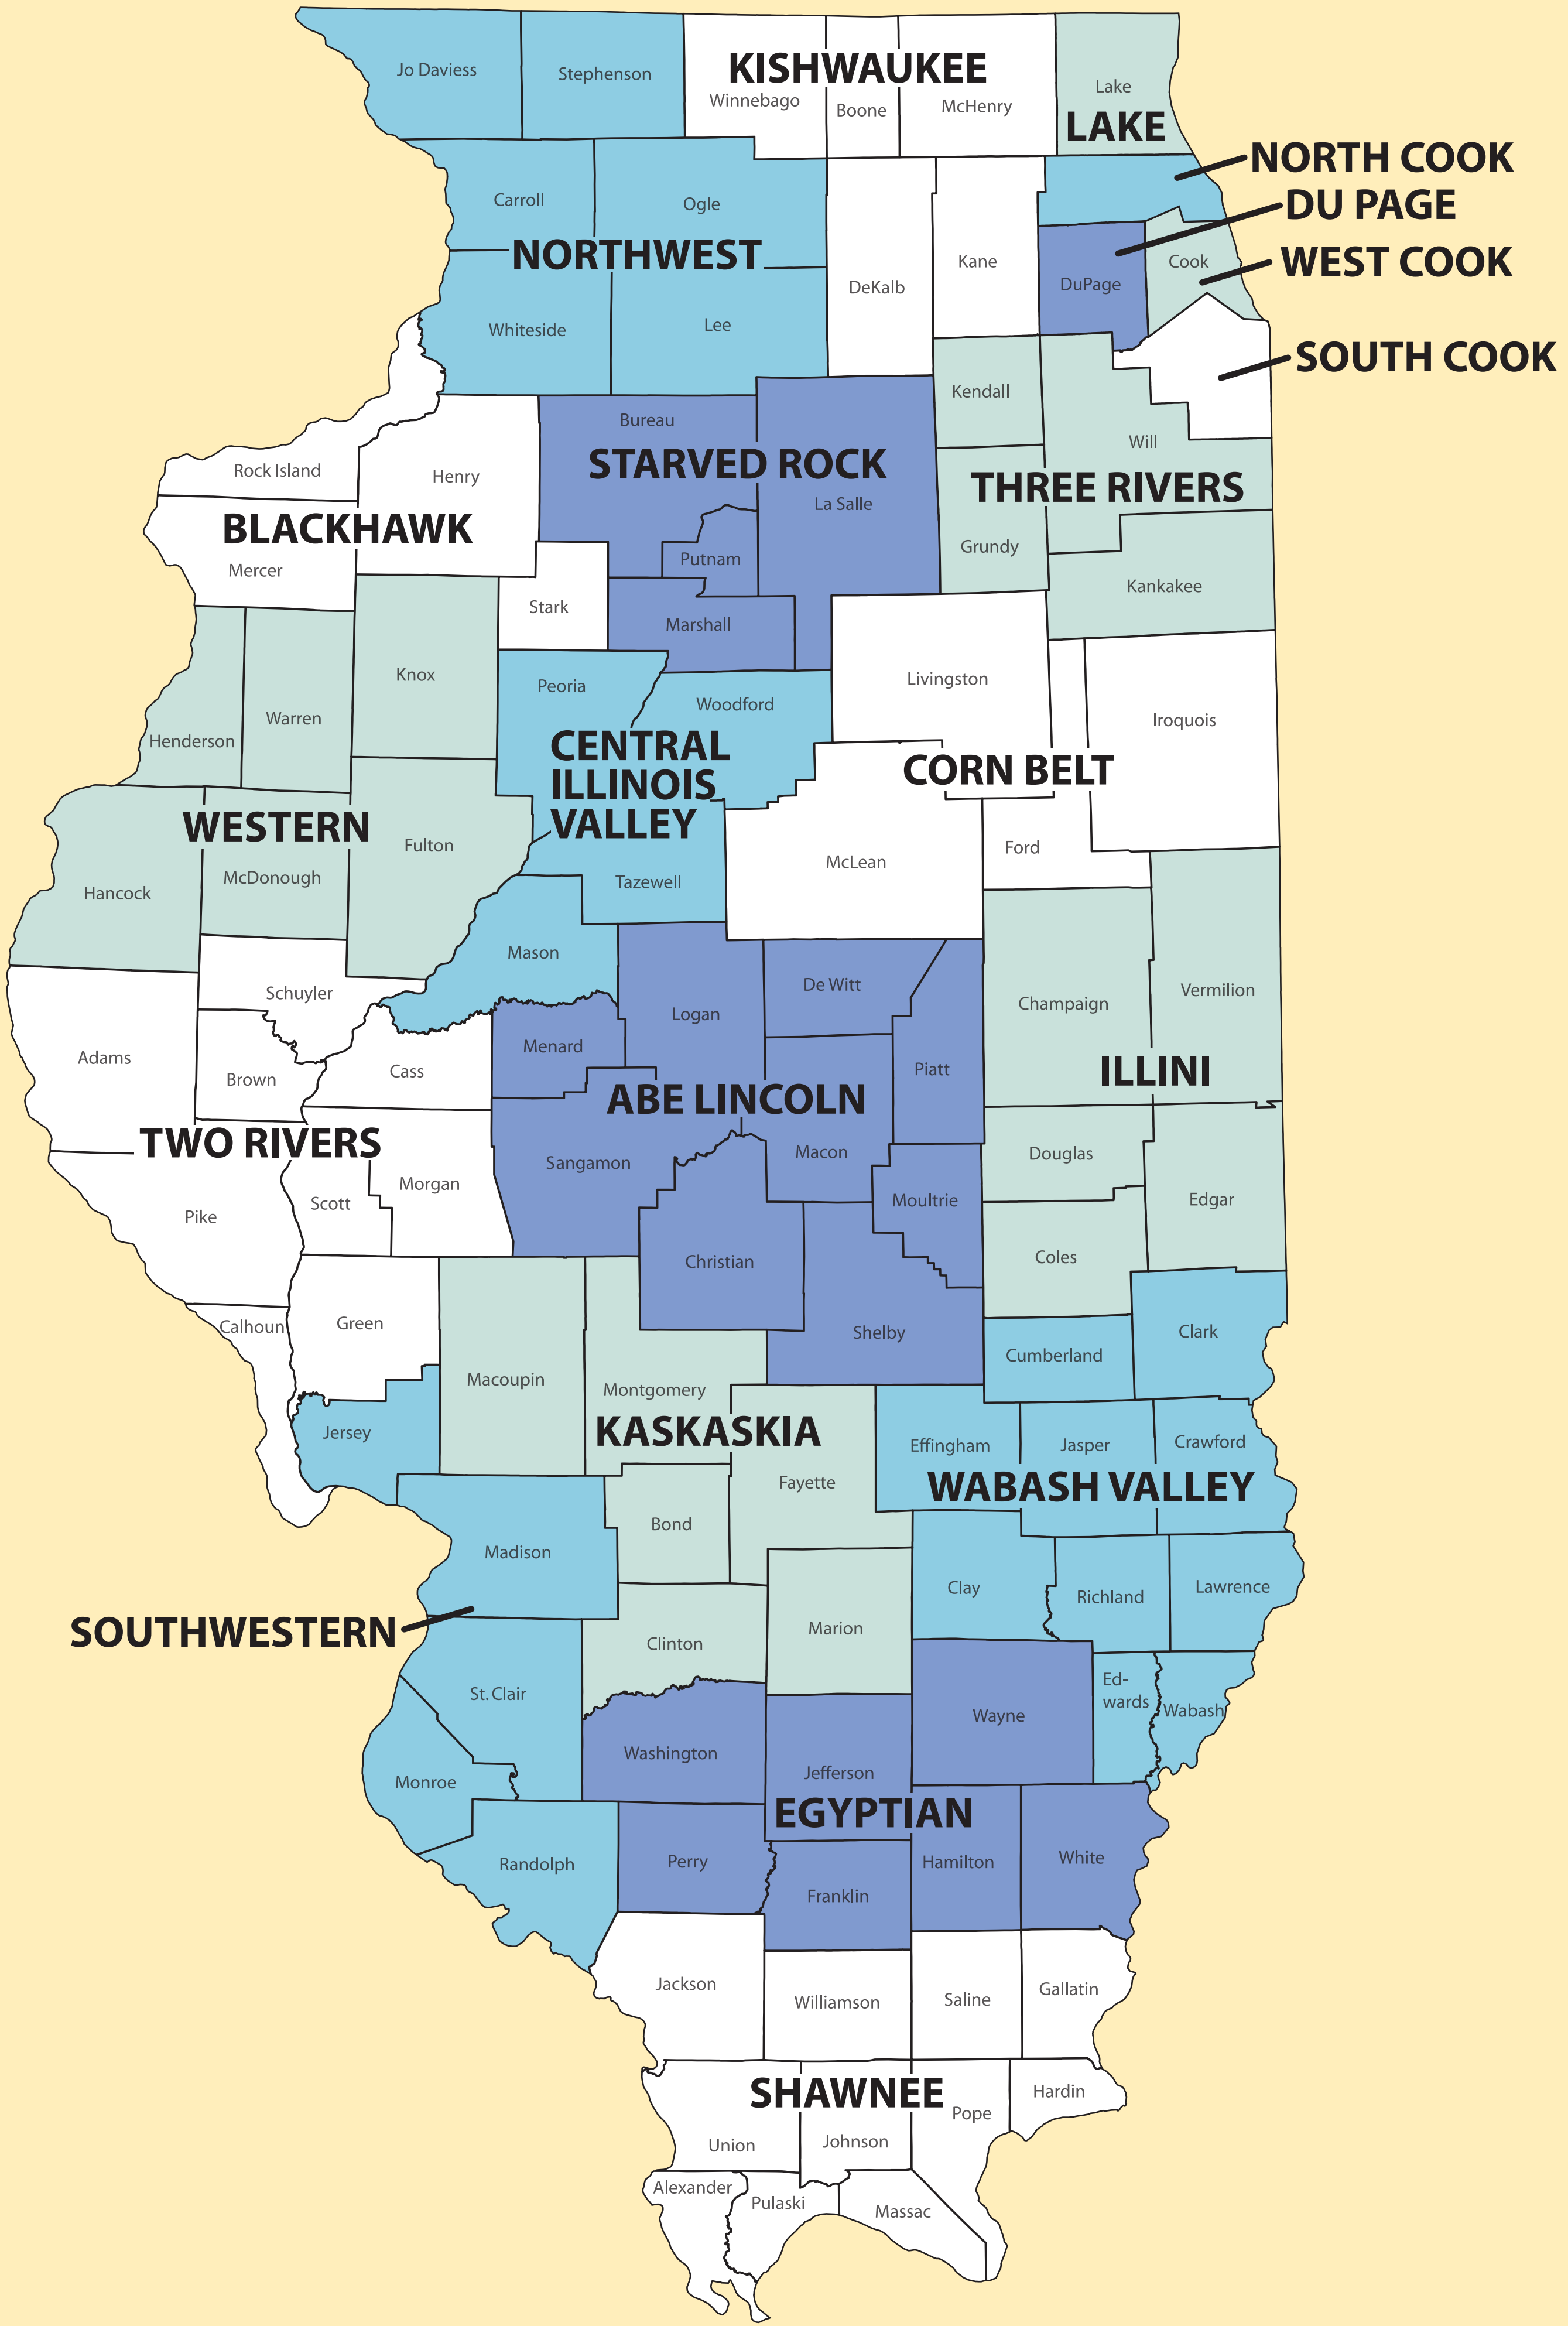 KISHWAUKEE
Jo Daviess
Stephenson
Winnebago
Boone
McHenry
Lake
LAKE
NORTH COOK
DU PAGE
WEST COOK
SOUTH COOK
Carroll
Ogle
NORTHWEST
Whiteside
Lee
DeKalb
Kane
DuPage
Cook
Kendall
Will
THREE RIVERS
Grundy
Kankakee
Bureau
STARVED ROCK
La Salle
Putnam
Marshall
Rock Island
Henry
BLACKHAWK
Mercer
Stark
Knox
Henderson
Warren
WESTERN
Hancock
McDonough
Fulton
Peoria
Woodford
CENTRAL
ILLINOIS
VALLEY
Tazewell
Mason
Livingston
Iroquois
CORN BELT
McLean
Ford
Schuyler
Adams
Brown
Cass
TWO RIVERS
Pike
Scott
Morgan
Calhoun
Green
Logan
De Witt
Menard
Piatt
ABE LINCOLN
Sangamon
Macon
Moultrie
Christian
Shelby
Champaign
Vermilion
ILLINI
Douglas
Edgar
Coles
Cumberland
Clark
Effingham
Jasper
Crawford
WABASH VALLEY
Clay
Richland
Lawrence
Ed-
wards
Wabash
Macoupin
Montgomery
KASKASKIA
Fayette
Bond
Clinton
Marion
Jersey
Madison
SOUTHWESTERN
St. Clair
Monroe
Randolph
Washington
Jefferson
Wayne
EGYPTIAN
Perry
Franklin
Hamilton
White
Jackson
Williamson
Saline
Gallatin
SHAWNEE
Union
Johnson
Pope
Hardin
Alexander
Pulaski
Massac